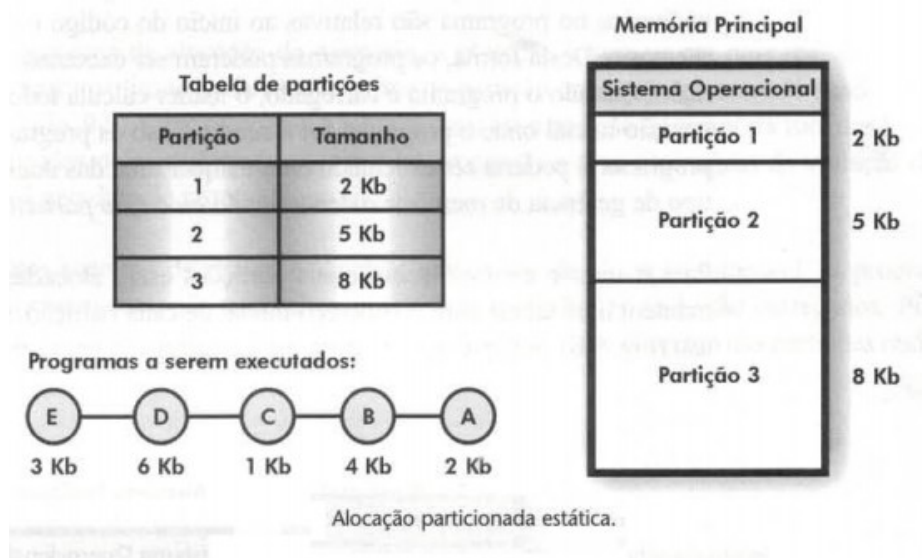 Memória Principal
Tabela de partições
Partição Tamanho
1 2 Kb
2 5 Kb
3 8 Kb
Sistema Operacional
Partição 1 2 Kb
Partição 2 5 Kb
Partição 3 8 Kb
Programas a serem executados:
E D C B A
3 Kb 6 Kb 1 Kb 4 Kb 2 Kb
Alocação particionada estática.